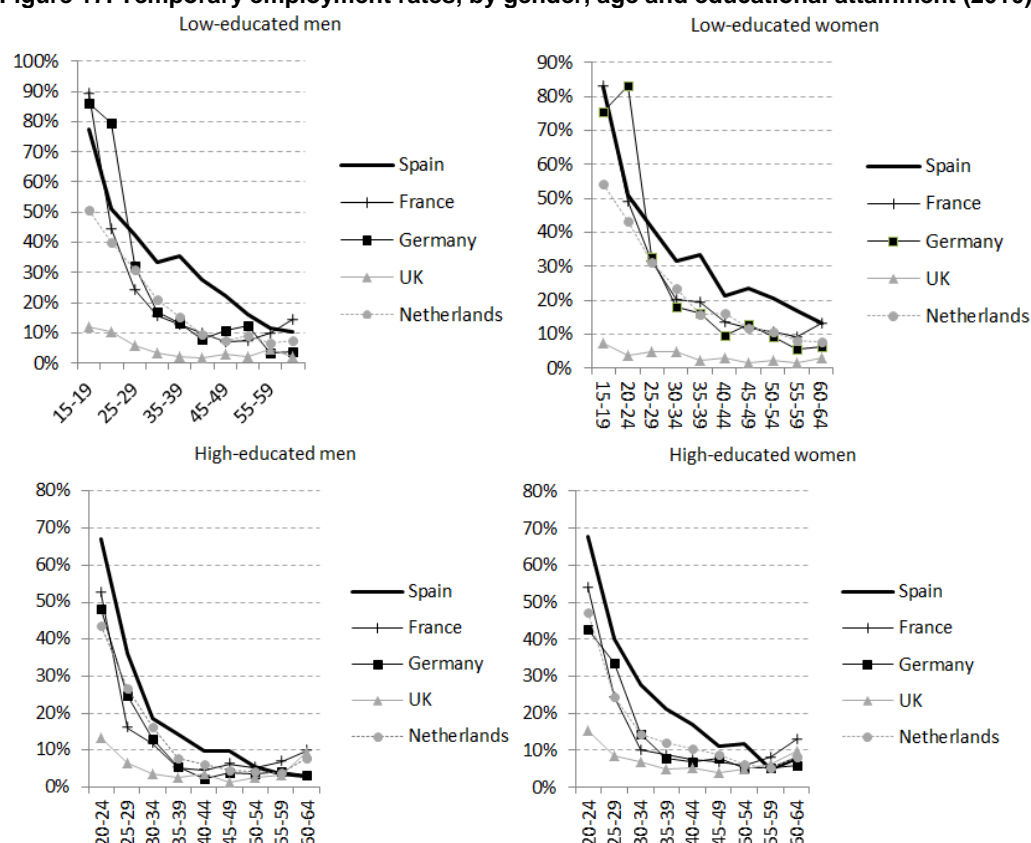 Figure 17: Temporary employment rates, by gender, age and educational attainment (2010)
Low-educated men
100%
90%
80%
70%
60%
50%
40%
30%
20%
10%
0%
15-19
25-29
35-39
45-49
55-59
Spain
France
Germany
UK
Netherlands
Low-educated women
90%
80%
70%
60%
50%
40%
30%
20%
10%
0%
15-19
20-24
25-29
30-34
35-39
40-44
45-49
50-54
55-59
60-64
Spain
France
Germany
UK
Netherlands
High-educated men
80%
70%
60%
50%
40%
30%
20%
10%
0%
20-24
25-29
30-34
35-39
40-44
45-49
50-54
55-59
60-64
Spain
France
Germany
UK
Netherlands
High-educated women
80%
70%
60%
50%
40%
30%
20%
10%
0%
20-24
25-29
30-34
35-39
40-44
45-49
50-54
55-59
60-64
Spain
France
Germany
UK
Netherlands